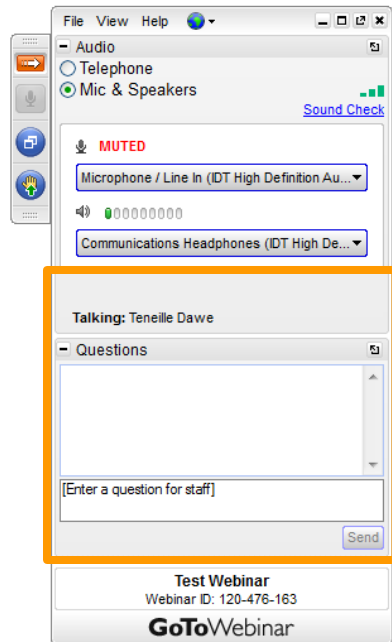 File View Help
Audio
Telephone
Mic & Speakers
Sound Check
MUTED
Microphone / Line In (IDT High Definition Au...
Communications Headphones (IDT High De...
Talking: Teneille Dawe
Questions
[Enter a question for staff]
Send
Test Webinar
Webinar ID: 120-476-163
GoToWebinar